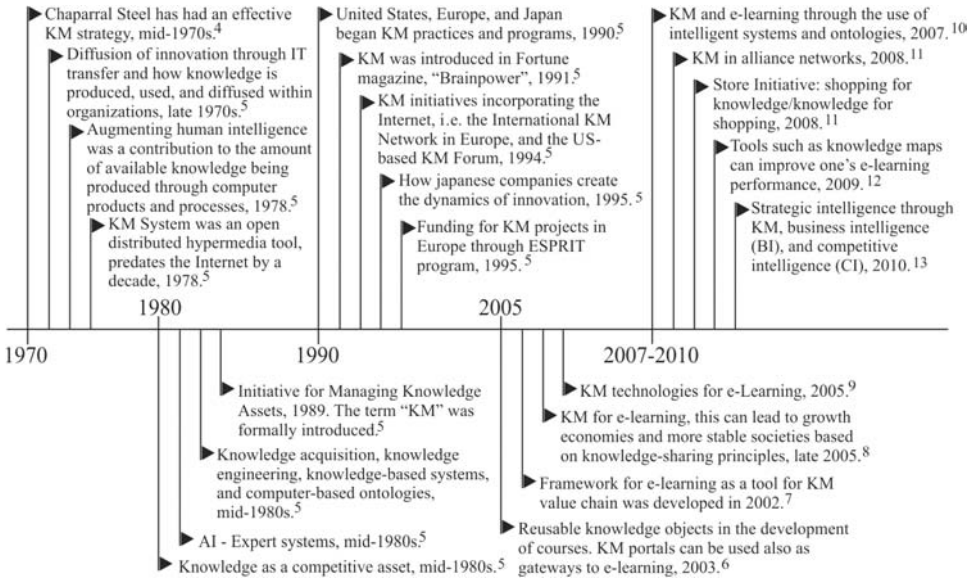 Chaparral Steel has had an effective
KM strategy, mid-1970s.4
Diffusion of innovation through IT
transfer and how knowledge is
produced, used, and diffused within
organizations, late 1970s.5
Augmenting human intelligence
was a contribution to the amount
of available knowledge being
produced through computer
products and processes, 1978.5
KM System was an open
distributed hypermedia tool,
predates the Internet by a
decade, 1978.5
United States, Europe, and Japan
began KM practices and programs, 1990.5
KM was introduced in Fortune
magazine, “Brainpower”, 1991.5
KM initiatives incorporating the
Internet, i.e. the International KM
Network in Europe, and the US-
based KM Forum, 1994.5
How japanese companies create
the dynamics of innovation, 1995. 5
Funding for KM projects in
Europe through ESPRIT
program, 1995. 5
KM and e-learning through the use of
intelligent systems and ontologies, 2007.10
KM in alliance networks, 2008.11
Store Initiative: shopping for
knowledge/knowledge for
shopping, 2008.11
Tools such as knowledge maps
can improve one’s e-learning
performance, 2009. 12
Strategic intelligence through
KM, business intelligence
(BI), and competitive
intelligence (CI), 2010.13
1970
1980
1990
2005
2007-2010
Initiative for Managing Knowledge
Assets, 1989. The term “KM” was
formally introduced.5
Knowledge acquisition, knowledge
engineering, knowledge-based systems,
and computer-based ontologies,
mid-1980s.5
AI - Expert systems, mid-1980s.5
Knowledge as a competitive asset, mid-1980s.5
KM technologies for e-Learning, 2005.9
KM for e-learning, this can lead to growth
economies and more stable societies based
on knowledge-sharing principles, late 2005.8
Framework for e-learning as a tool for KM
value chain was developed in 2002.7
Reusable knowledge objects in the development
of courses. KM portals can be used also as
gateways to e-learning, 2003.6